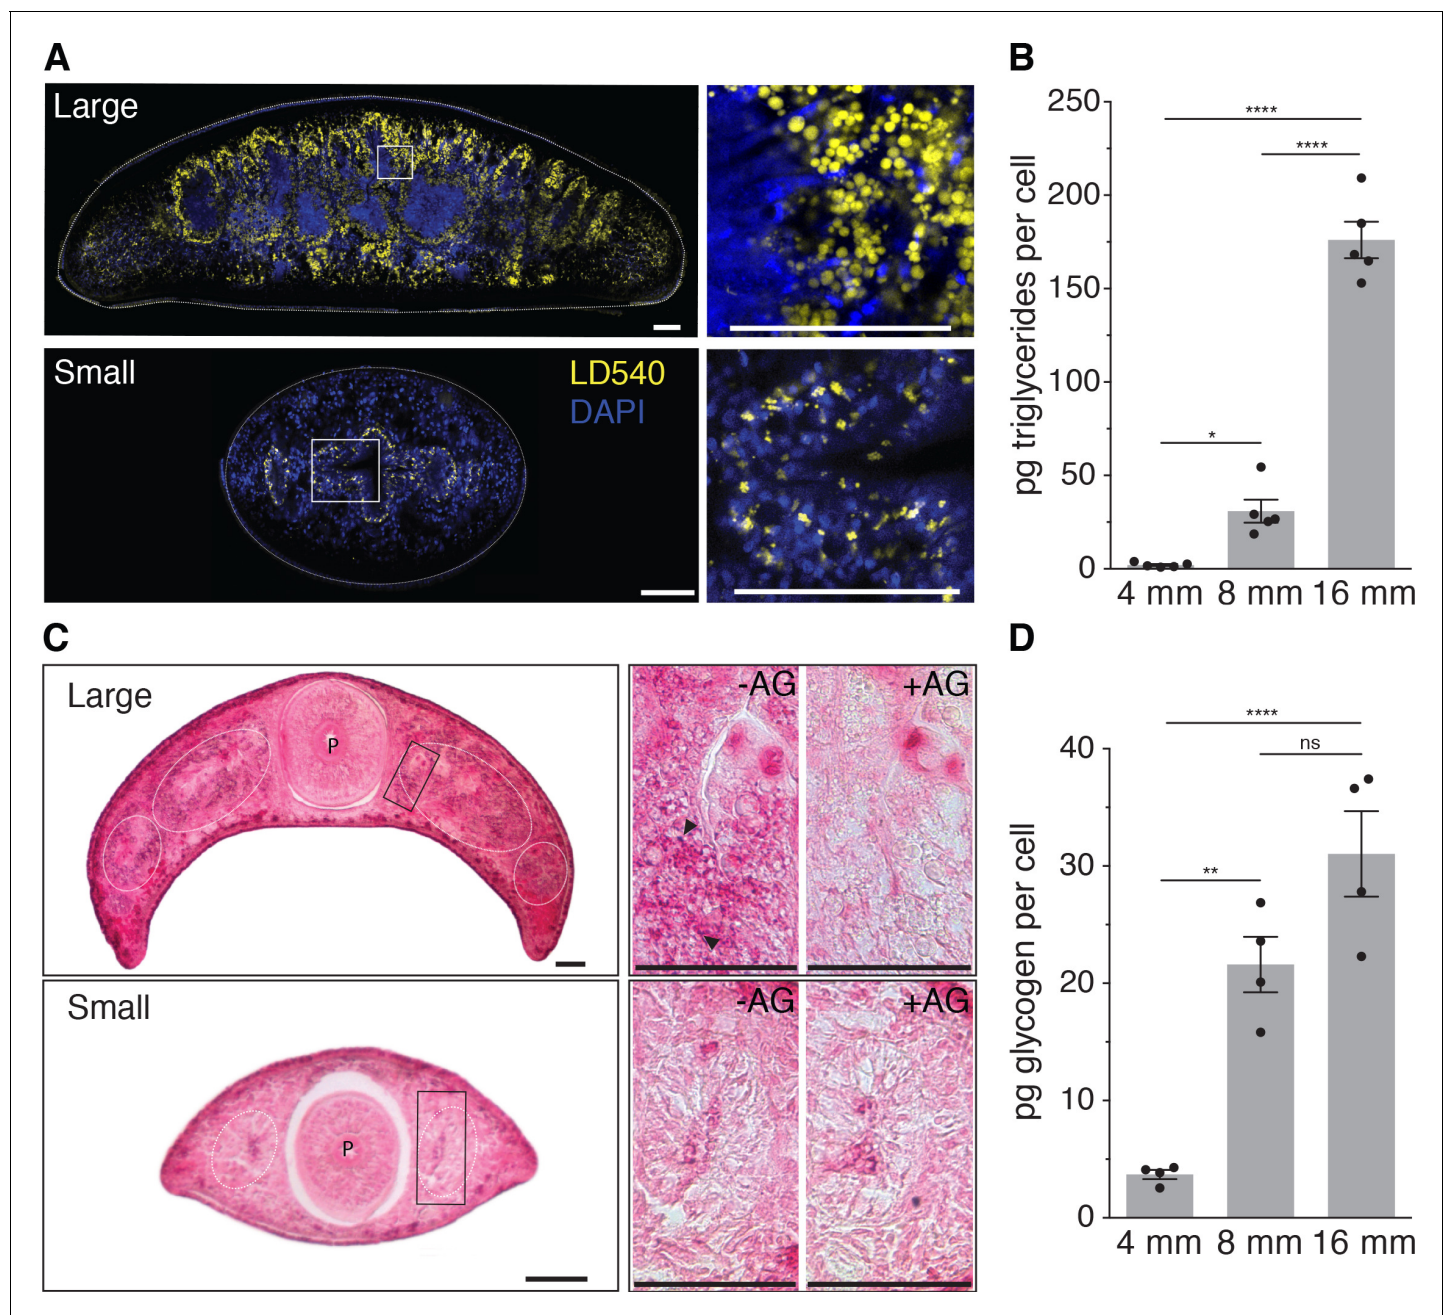 A
Large
Small
LD540
DAPI
B
pg triglycerides per cell
250
200
150
100
50
0
****
****
*
4 mm
8 mm
16 mm
C
Large
P
-AG
+AG
Small
P
-AG
+AG
D
pg glycogen per cell
40
30
20
10
0
****
ns
**
4 mm
8 mm
16 mm